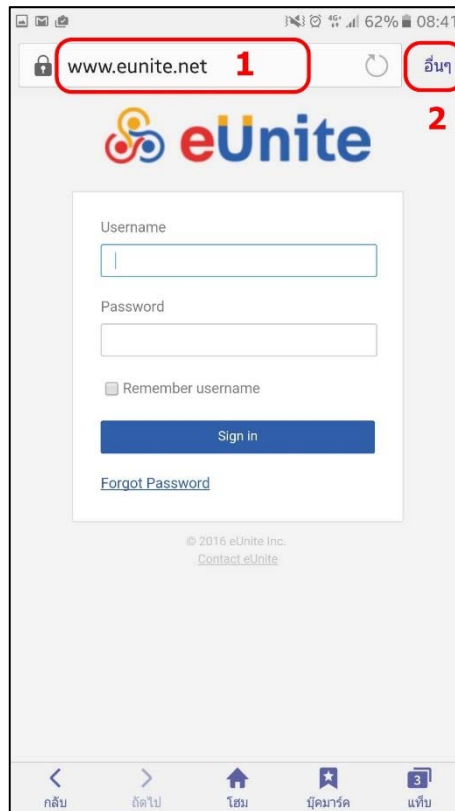 62% 08:41
www.eunite.net 1 อื่นๆ
2
eUnite
Username
Password
Remember username
Sign in
Forgot Password
© 2016 eUnite Inc.
Contact eUnite
3
กลับ ถัดไป โฮม บุ๊คมาร์ค แท็บ